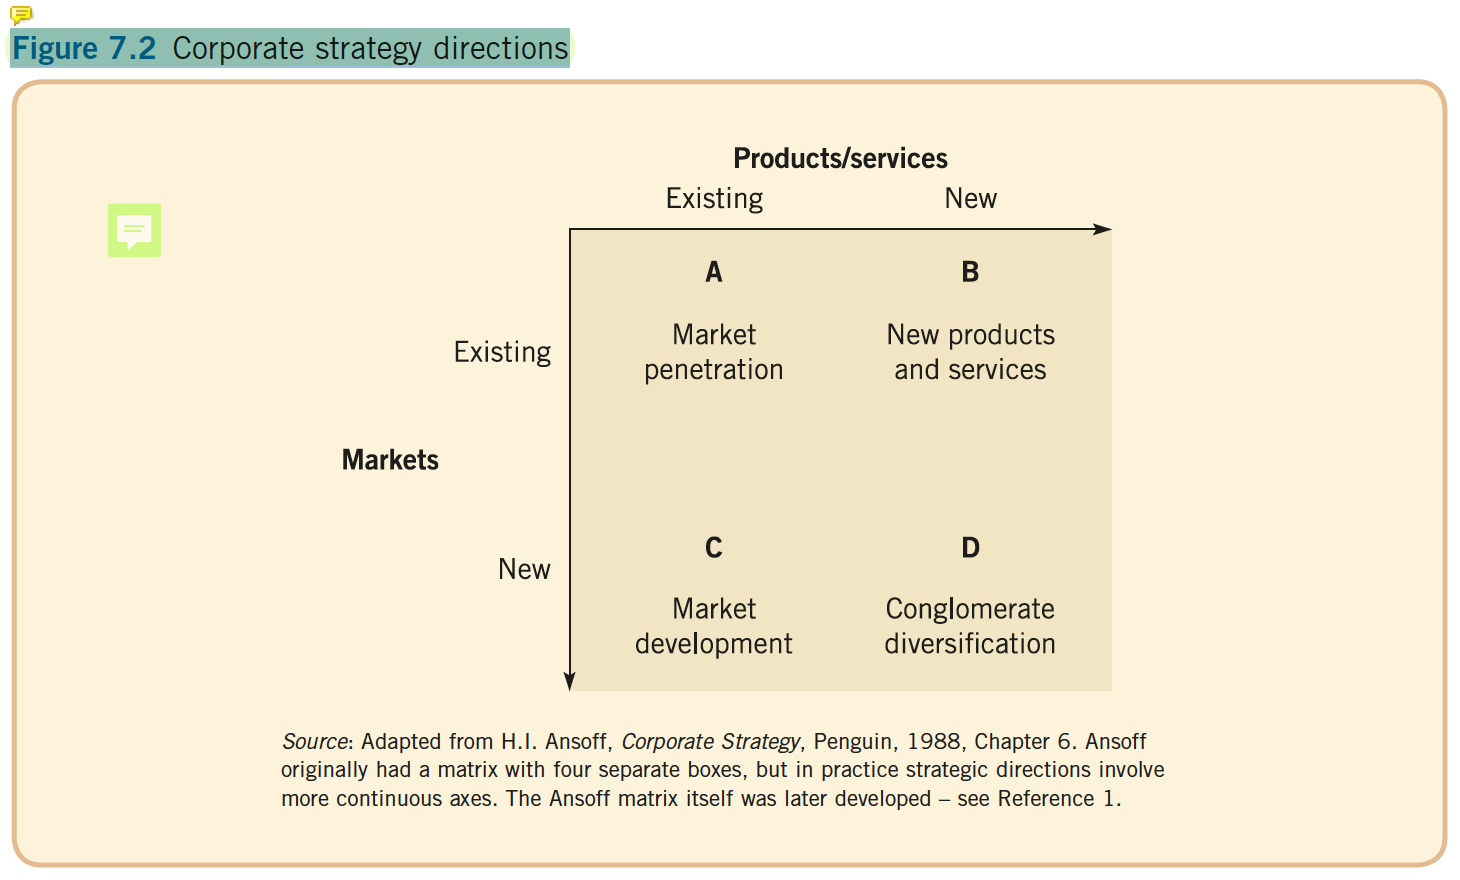 Figure 7.2 Corporate strategy directions
Products/services
Existing New
A B
Existing
Market New products
penetration and services
Markets
C D
New
Market Conglomerate
development diversification
Source: Adapted from H.I. Ansoff, Corporate Strategy, Penguin, 1988, Chapter 6. Ansoff
originally had a matrix with four separate boxes, but in practice strategic directions involve
more continuous axes. The Ansoff matrix itself was later developed – see Reference 1.